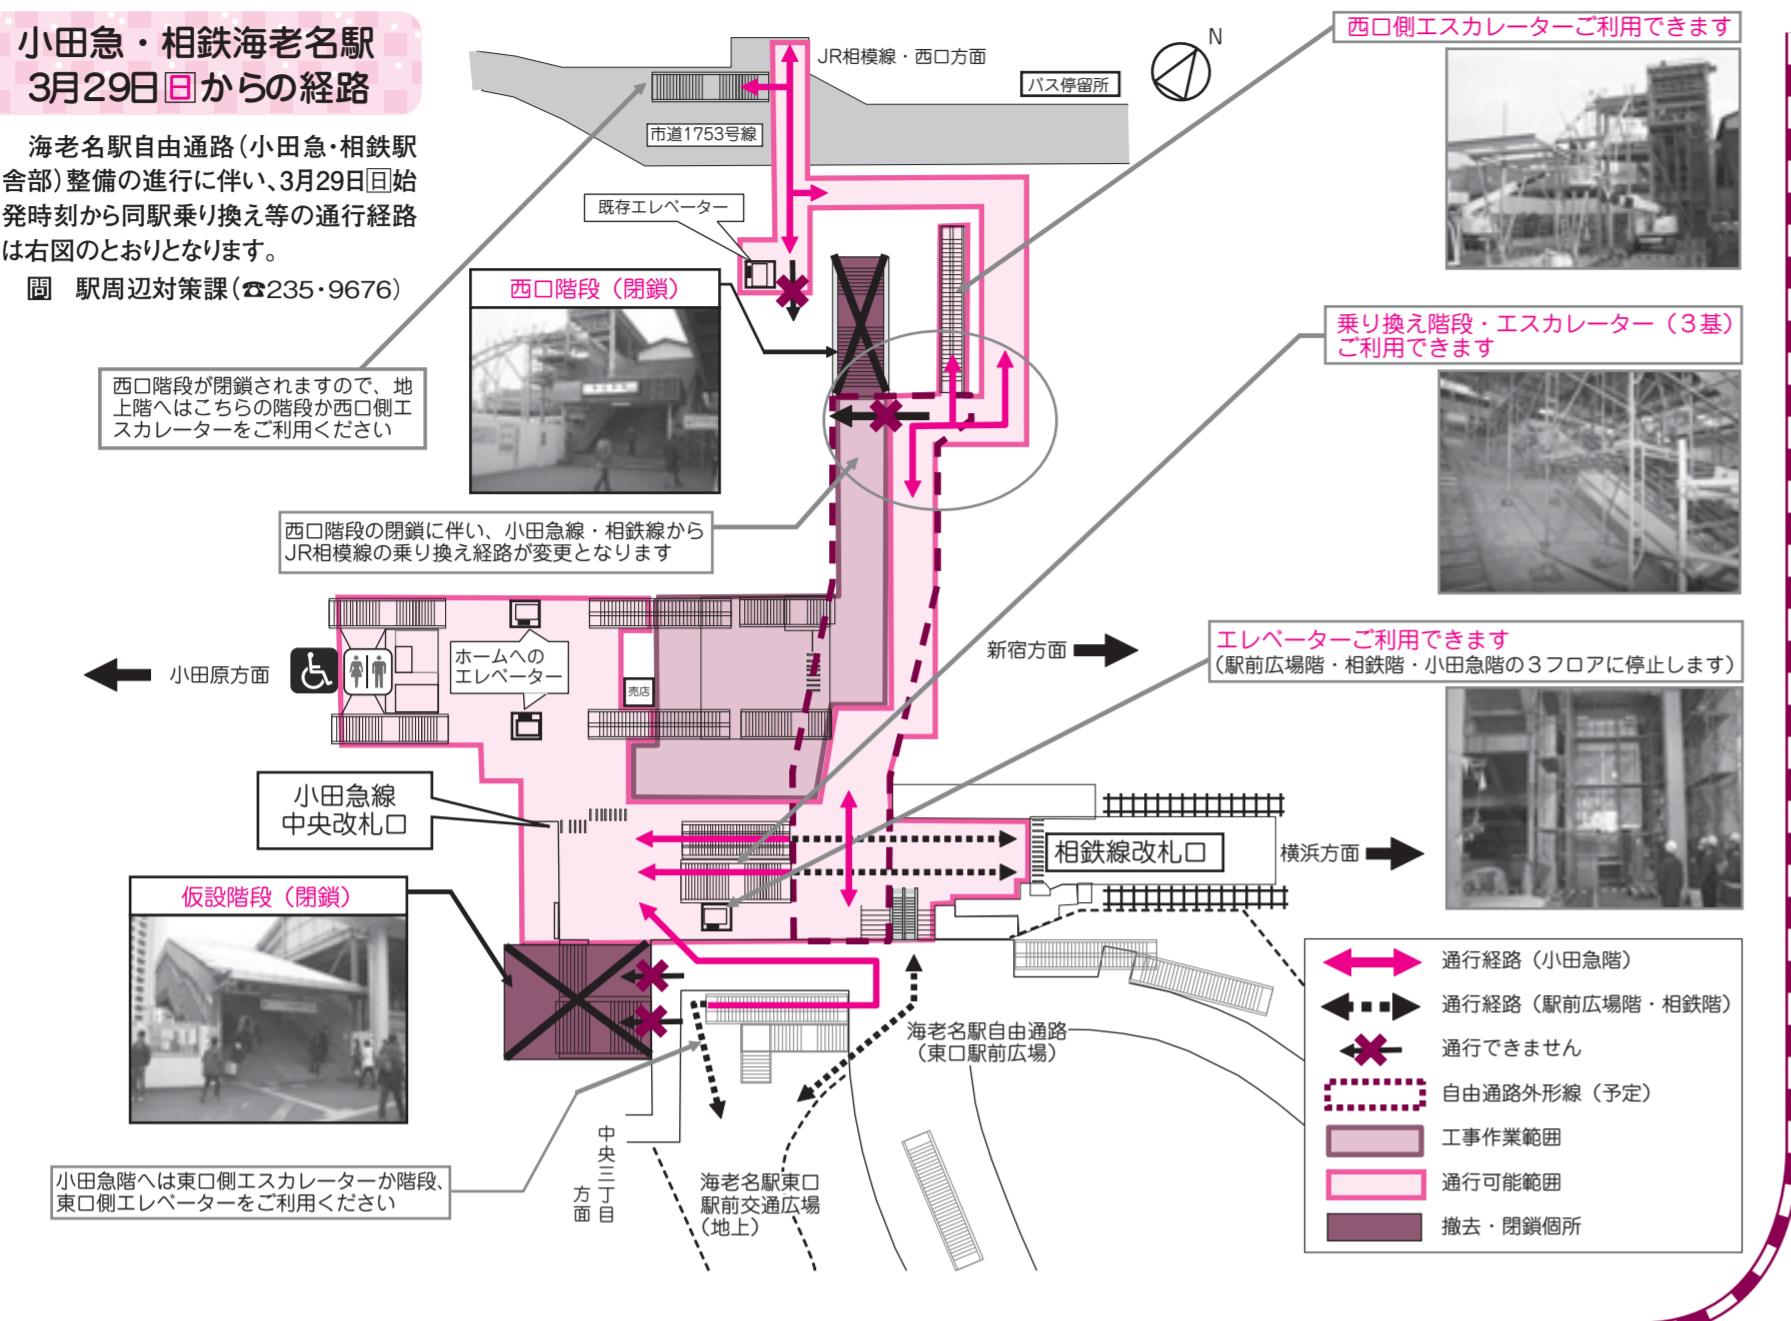 小田急・相鉄海老名駅
3月29日日からの経路
海老名駅自由通路(小田急・相鉄駅
舎部)整備の進行に伴い、3月29日日始
発時刻から同駅乗り換え等の通行経路
は右図のとおりとなります。
問 駅周辺対策課(☎235・9676)
JR相模線・西口方面
バス停留所
N
市道1753号線
既存エレベーター
西口側エスカレーターご利用できます
西口階段(閉鎖)
乗り換え階段・エスカレーター(3基)
ご利用できます
西口階段が閉鎖されますので、地
上階へはこちらの階段か西口側エ
スカレーターをご利用ください
西口階段の閉鎖に伴い、小田急線・相鉄線から
JR相模線の乗り換え経路が変更となります
小田原方面
ホームへの
エレベーター
売店
新宿方面
エレベーターご利用できます
(駅前広場階・相鉄階・小田急階の3フロアに停止します)
小田急線
中央改札口
相鉄線改札口
横浜方面
仮設階段(閉鎖)
海老名駅自由通路
(東口駅前広場)
小田急階へは東口側エスカレーターか階段、
東口側エレベーターをご利用ください
中央三丁目
方面
海老名駅東口
駅前交通広場
(地上)
通行経路(小田急階)
通行経路(駅前広場階・相鉄階)
通行できません
自由通路外形線(予定)
工事作業範囲
通行可能範囲
撤去・閉鎖個所